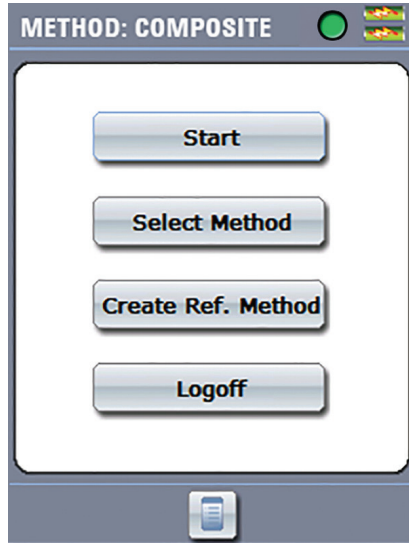 METHOD: COMPOSITE
Start
Select Method
Create Ref. Method
Logoff